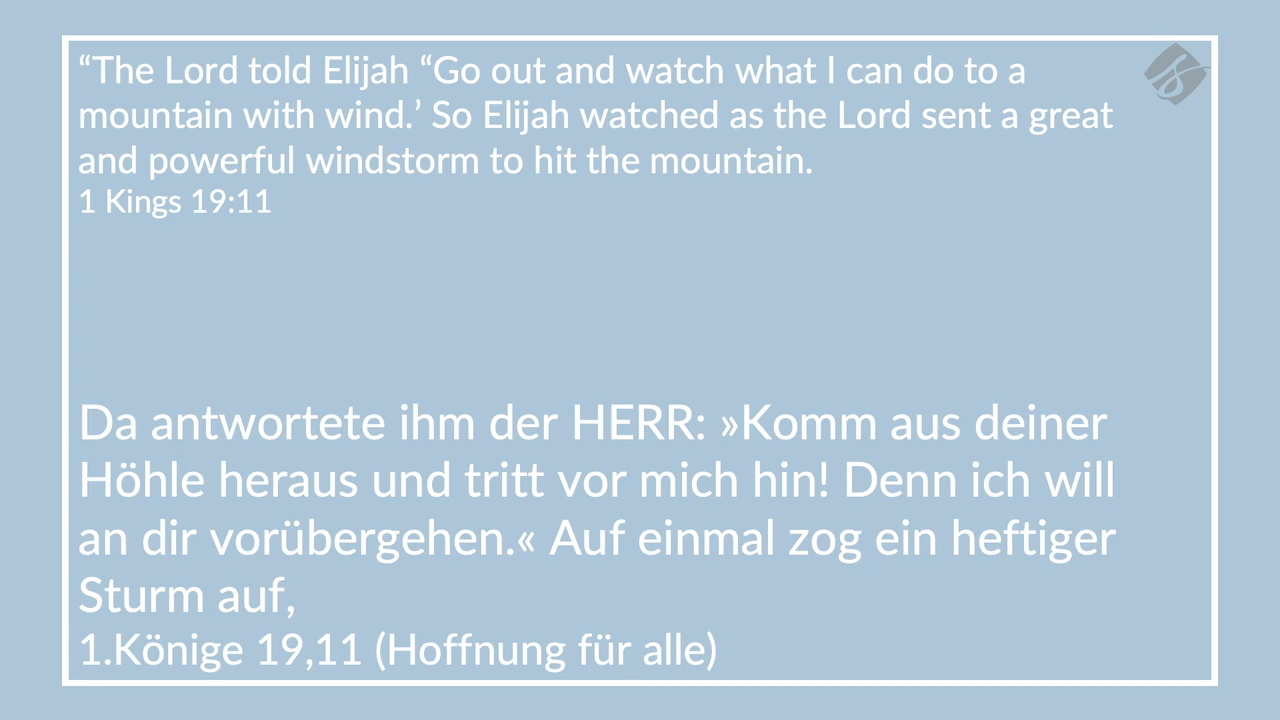 “The Lord told Elijah “Go out and watch what I can do to a
mountain with wind.’ So Elijah watched as the Lord sent a great
and powerful windstorm to hit the mountain.
1 Kings 19:11
Da antwortete ihm der HERR: »Komm aus deiner
Höhle heraus und tritt vor mich hin! Denn ich will
an dir vorübergehen.« Auf einmal zog ein heftiger
Sturm auf,
1.Könige 19,11 (Hoffnung für alle)